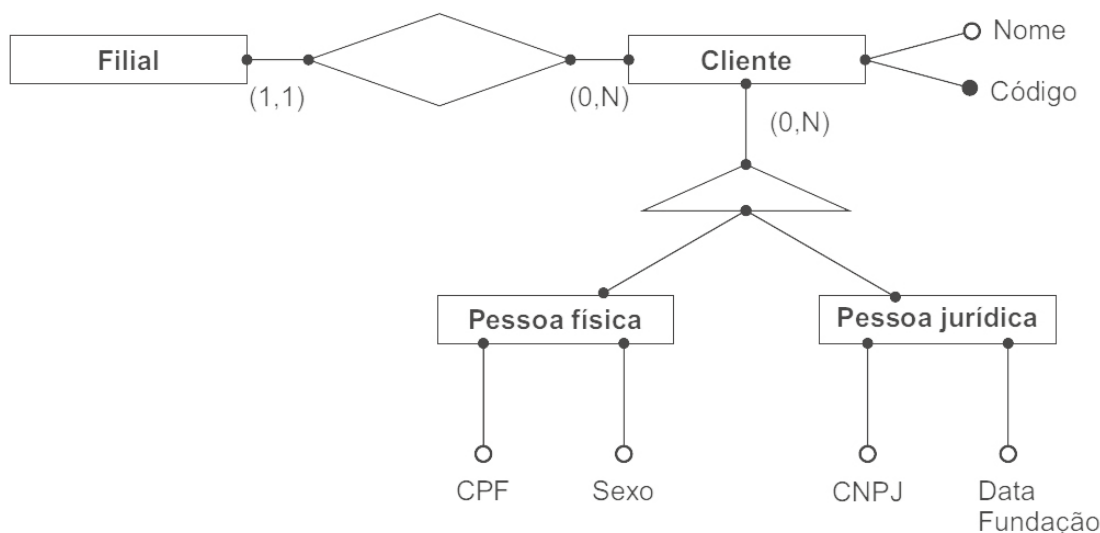 Filial
(1,1)
(0,N)
Cliente
Nome
Código
(0,N)
Pessoa física
Pessoa jurídica
CPF
Sexo
CNPJ
Data
Fundação